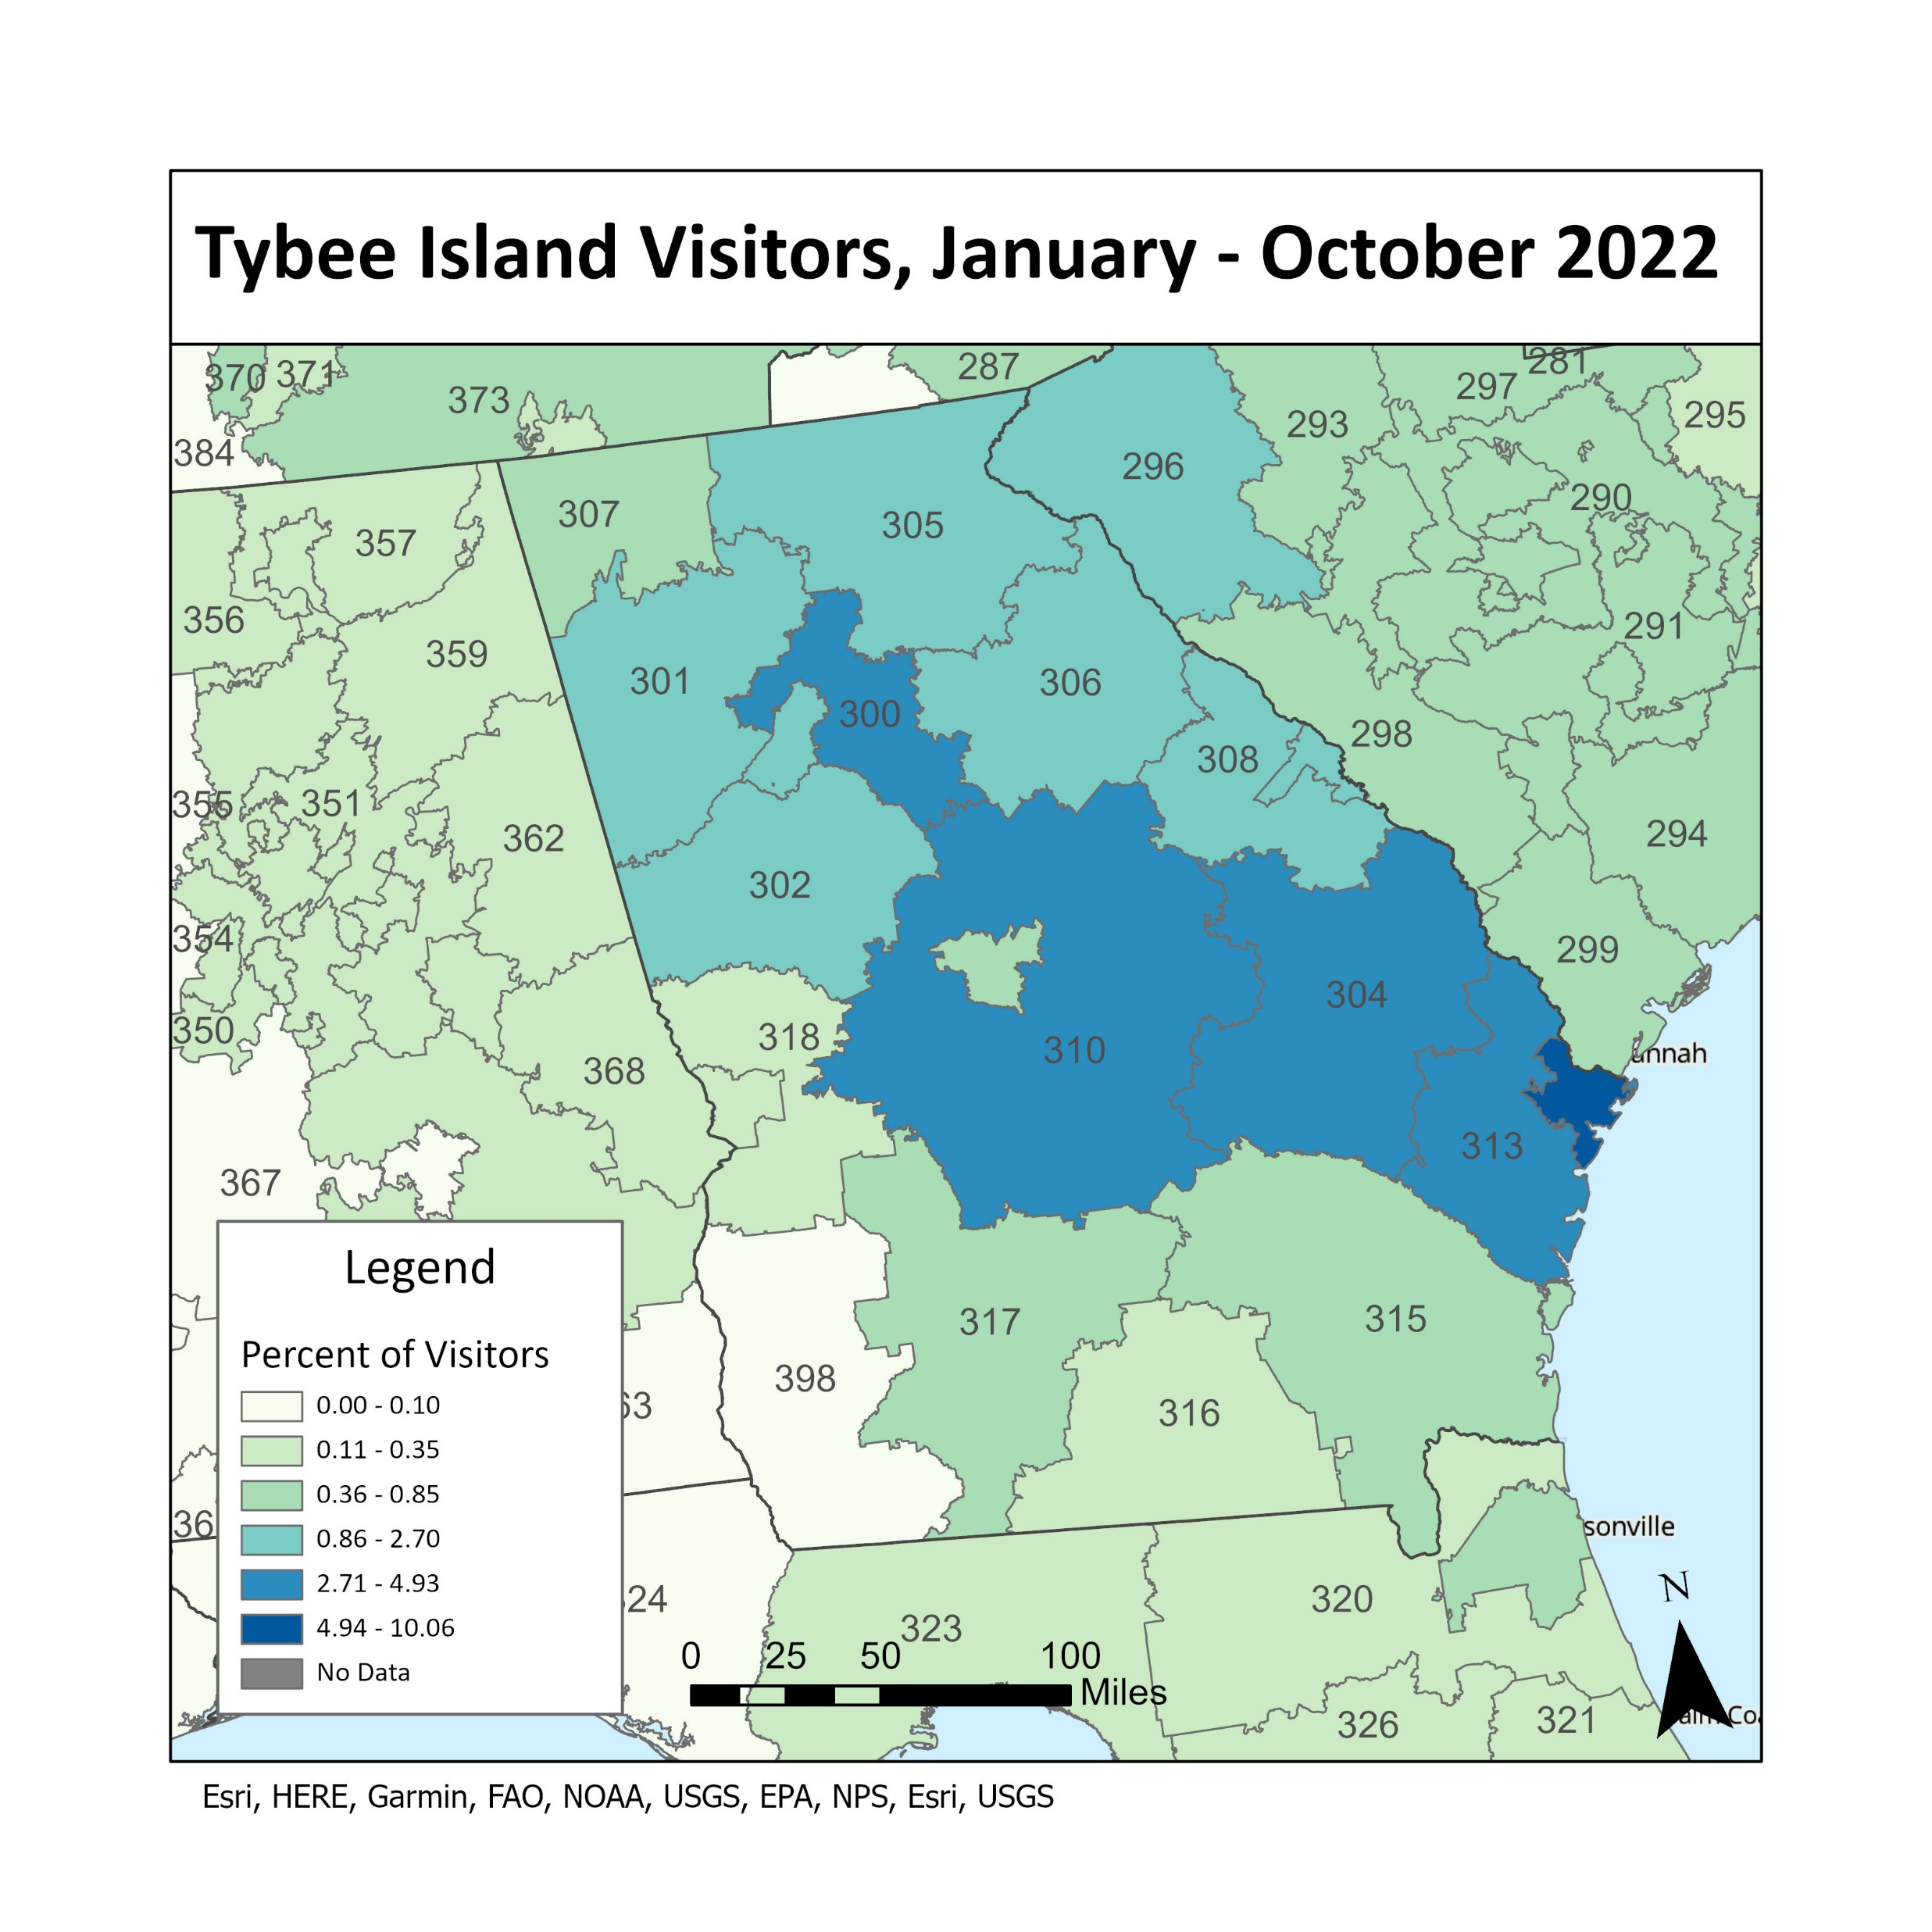 Tybee Island Visitors, January - October 2022
287
281
370 371
297
373
293
295
384
296
290
307
305
357
356
291
359
301
306
300
298
308
355 351
294
362
302
354
299
304
350
318
310
annah
368
313
367
Legend
317
315
Percent of Visitors
398
0.00 - 0.10
63
316
0.11 - 0.35
0.36 - 0.85
36
sonville
0.86 - 2.70
2.71 - 4.93
N
24
320
4.94 - 10.06
323
0 25 50 100
No Data
Miles
326
321
alm Coa
Esri, HERE, Garmin, FAO, NOAA, USGS, EPA, NPS, Esri, USGS